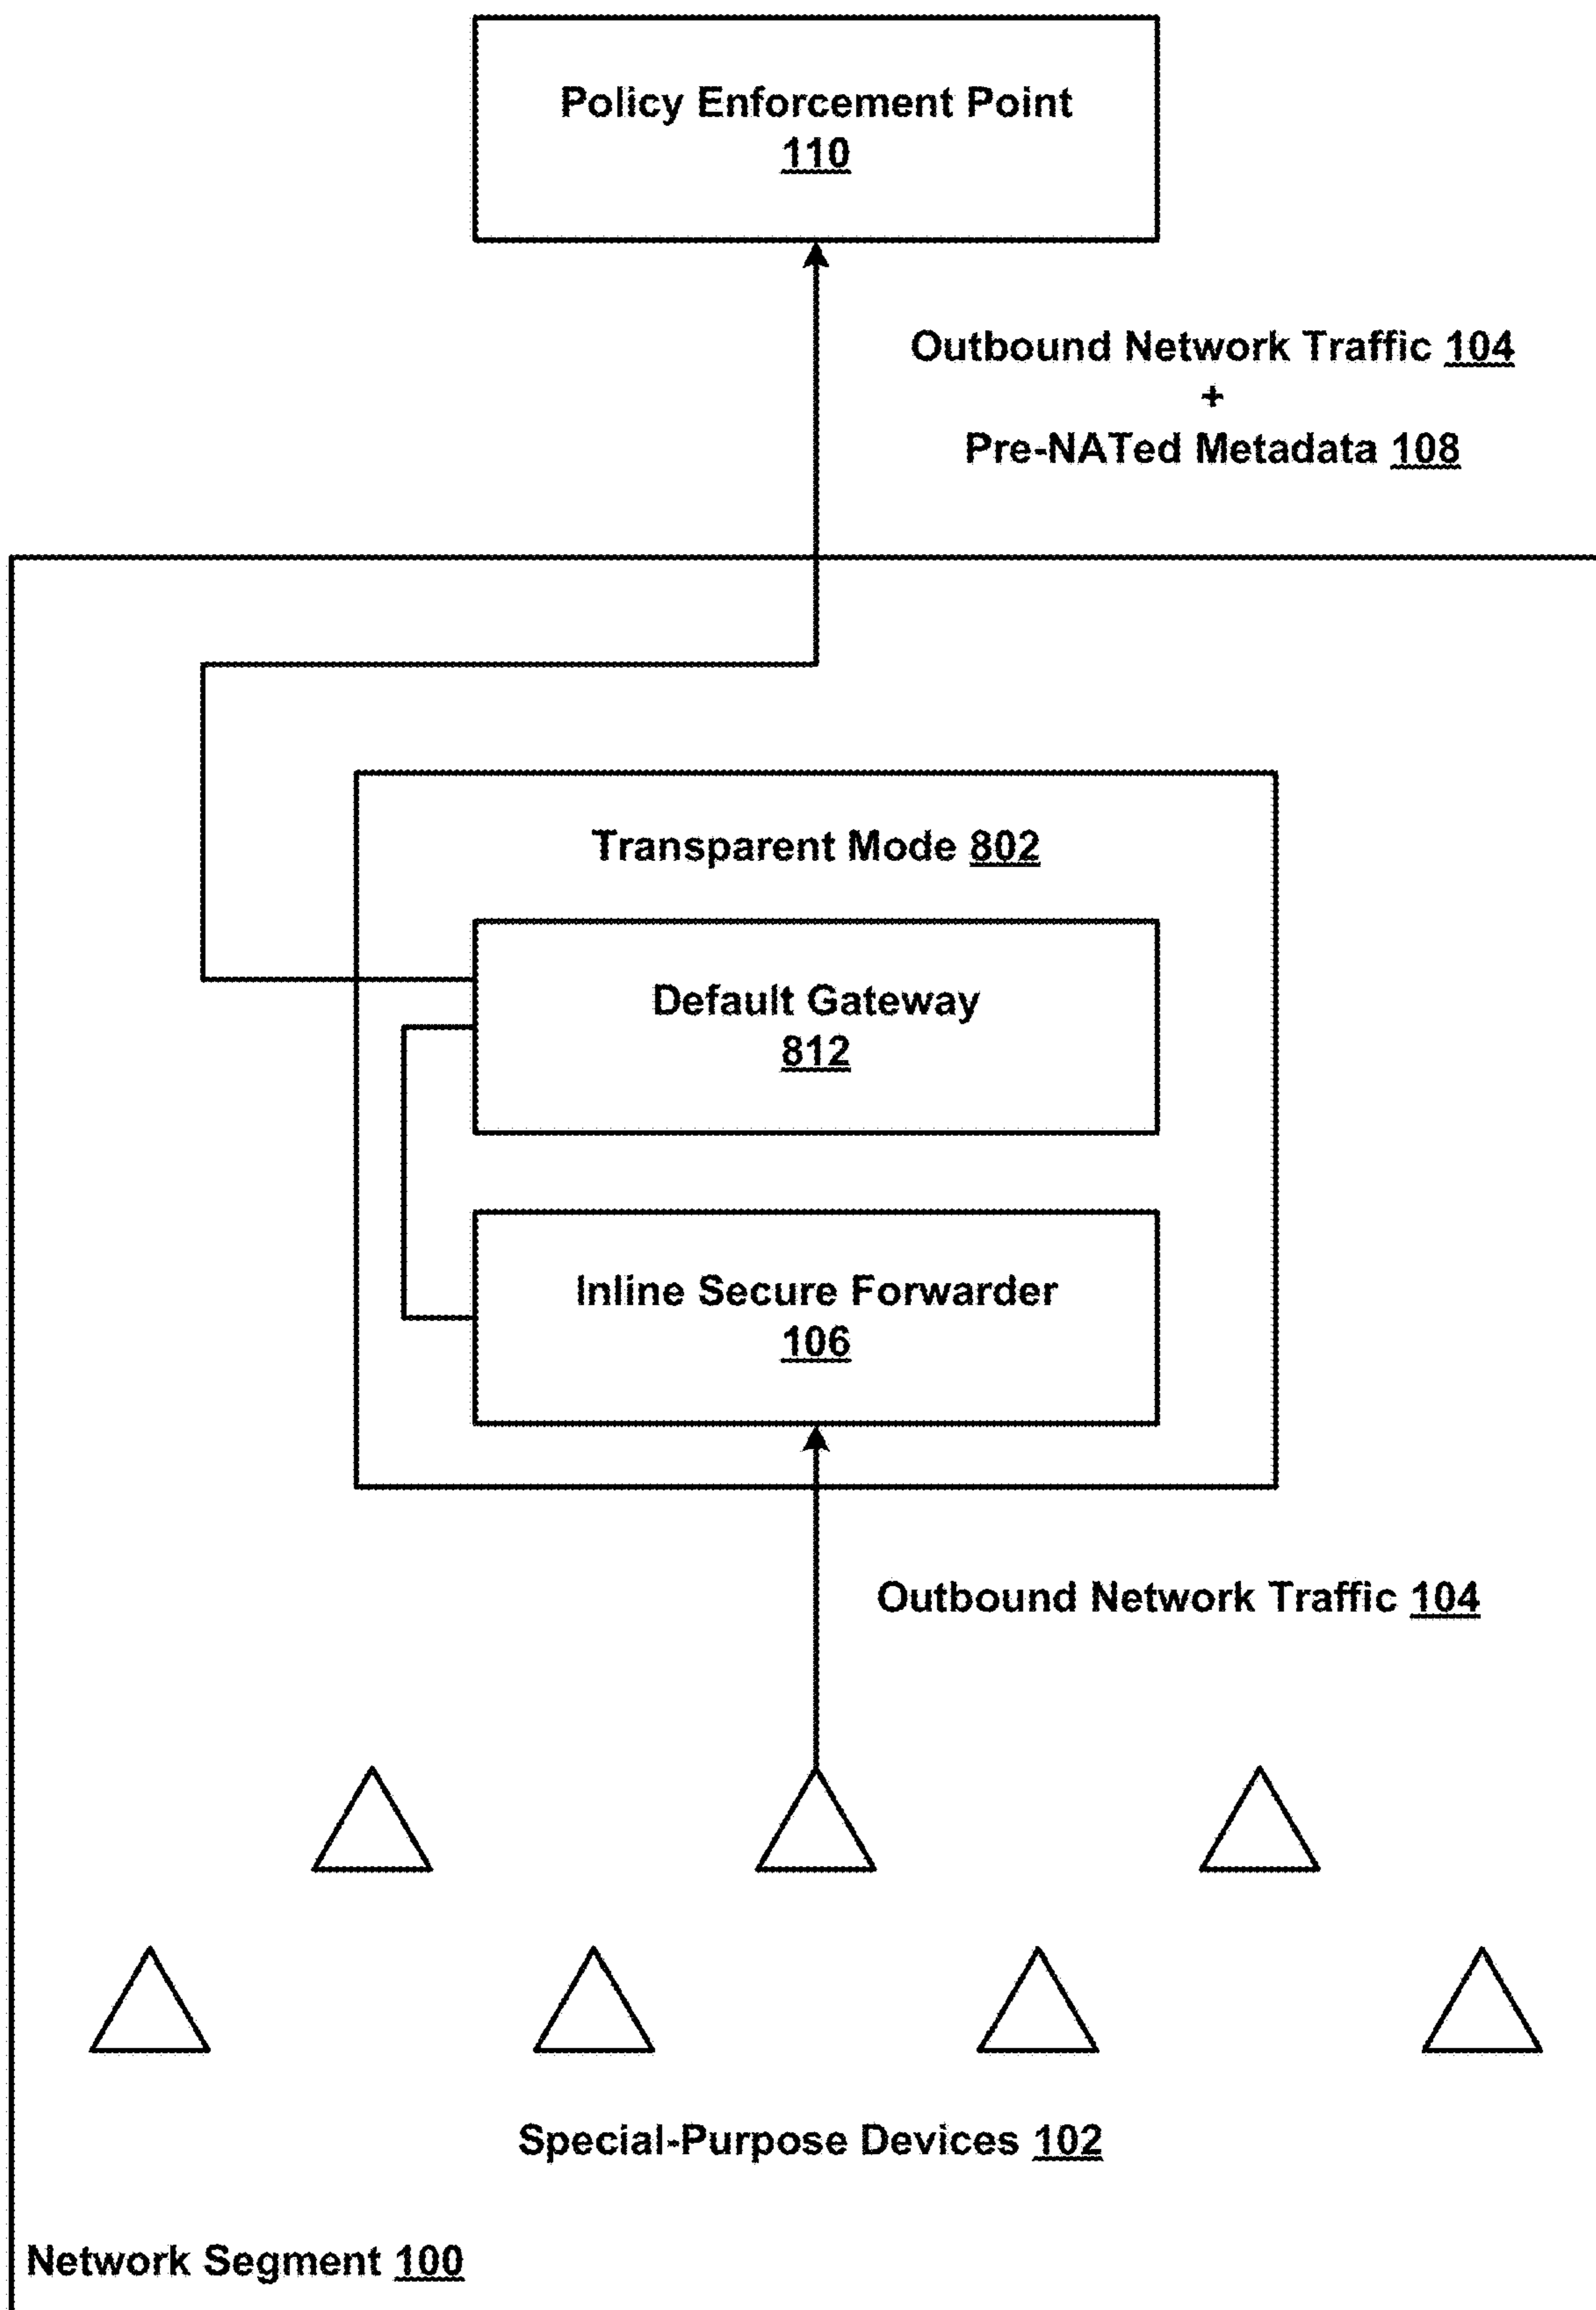 Policy Enforcement Point
110
Outbound Network Traffic 104
+
Pre-NATed Metadata 108
Transparent Mode 802
Default Gateway
812
Inline Secure Forwarder
106
Outbound Network Traffic 104
Special-Purpose Devices 102
Network Segment 100